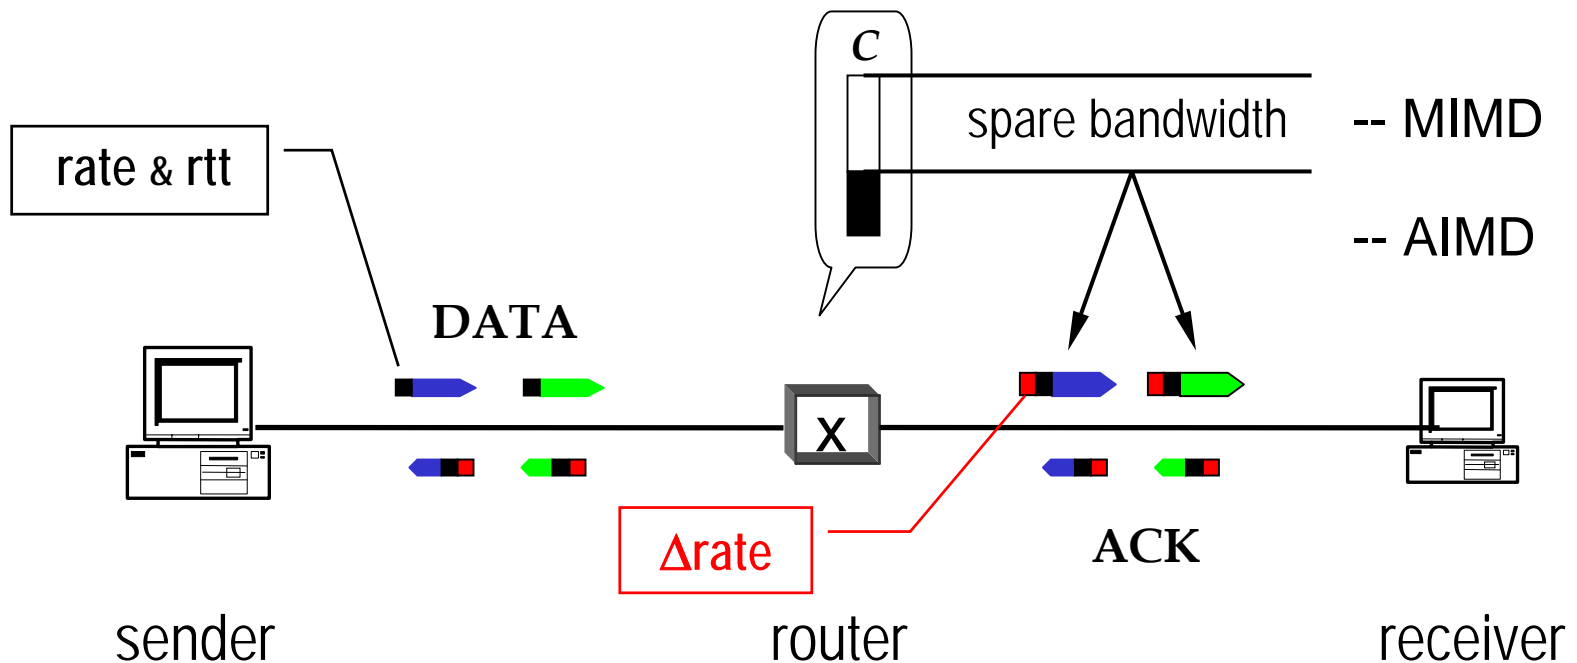 C
spare bandwidth
-- MIMD
rate & rtt
-- AIMD
DATA
X
Δrate
ACK
sender
router
receiver